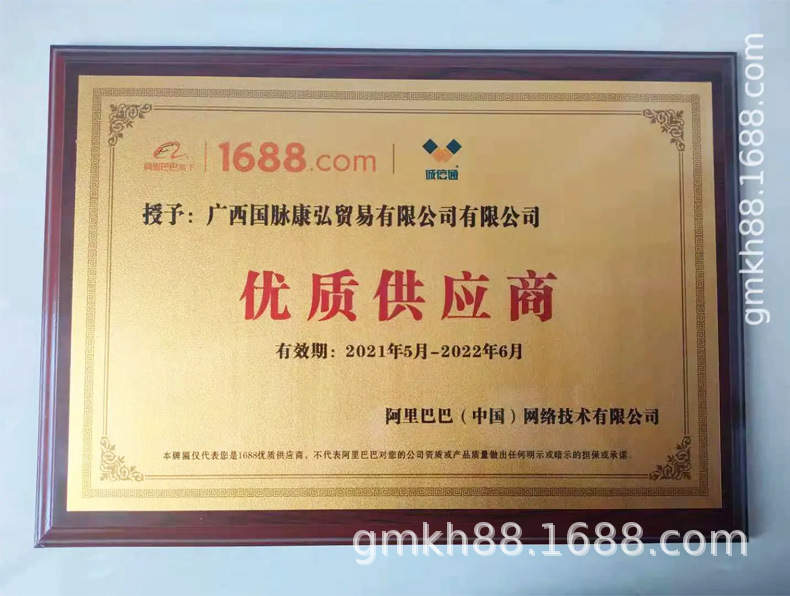 阿里巴巴旗下 1688.com 诚信通
授予：广西国脉康弘贸易有限公司有限公司
优质供应商
有效期：2021年5月-2022年6月
阿里巴巴（中国）网络技术有限公司
本牌匾仅代表您是1688优质供应商，不代表阿里巴巴对您的公司资质或产品质量做出任何明示或暗示的担保或承诺。
gmkh88.1688.com
gmkh88.1688.com